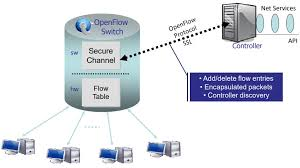 OpenFlow
Switch
sw
Secure
Channel
hw
Flow
Table
OpenFlow
Protocol
SSL
Controller
Net Services
API
• Add/delete flow entries
• Encapsulated packets
• Controller discovery